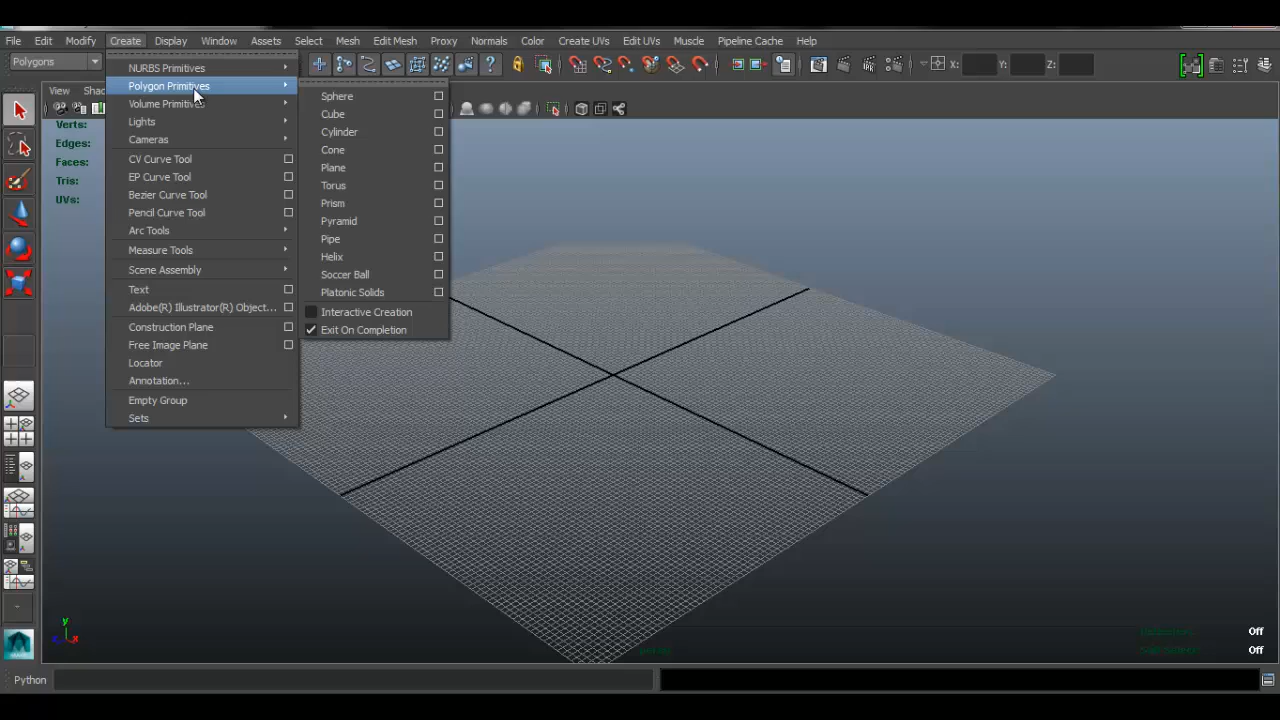 File Edit Modify Create Display Window Assets Select Mesh Edit Mesh Proxy Normals Color Create UVs Edit UVs Muscle Pipeline Cache Help
Polygons
X: Y: Z:
View Shad
NURBS Primitives
Polygon Primitives
Volume Primitives
Lights
Cameras
CV Curve Tool
EP Curve Tool
Bezier Curve Tool
Pencil Curve Tool
Arc Tools
Measure Tools
Scene Assembly
Text
Adobe(R) Illustrator(R) Object...
Construction Plane
Free Image Plane
Locator
Annotation...
Empty Group
Sets
Sphere
Cube
Cylinder
Cone
Plane
Torus
Prism
Pyramid
Pipe
Helix
Soccer Ball
Platonic Solids
Interactive Creation
Exit On Completion
Verts:
Edges:
Faces:
Tris:
UVs:
y
x
persp
Off
Off
Python